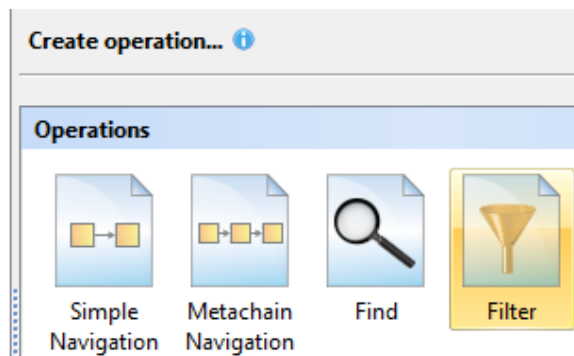 Create operation...
Operations
Simple Navigation
Metachain Navigation
Find
Filter